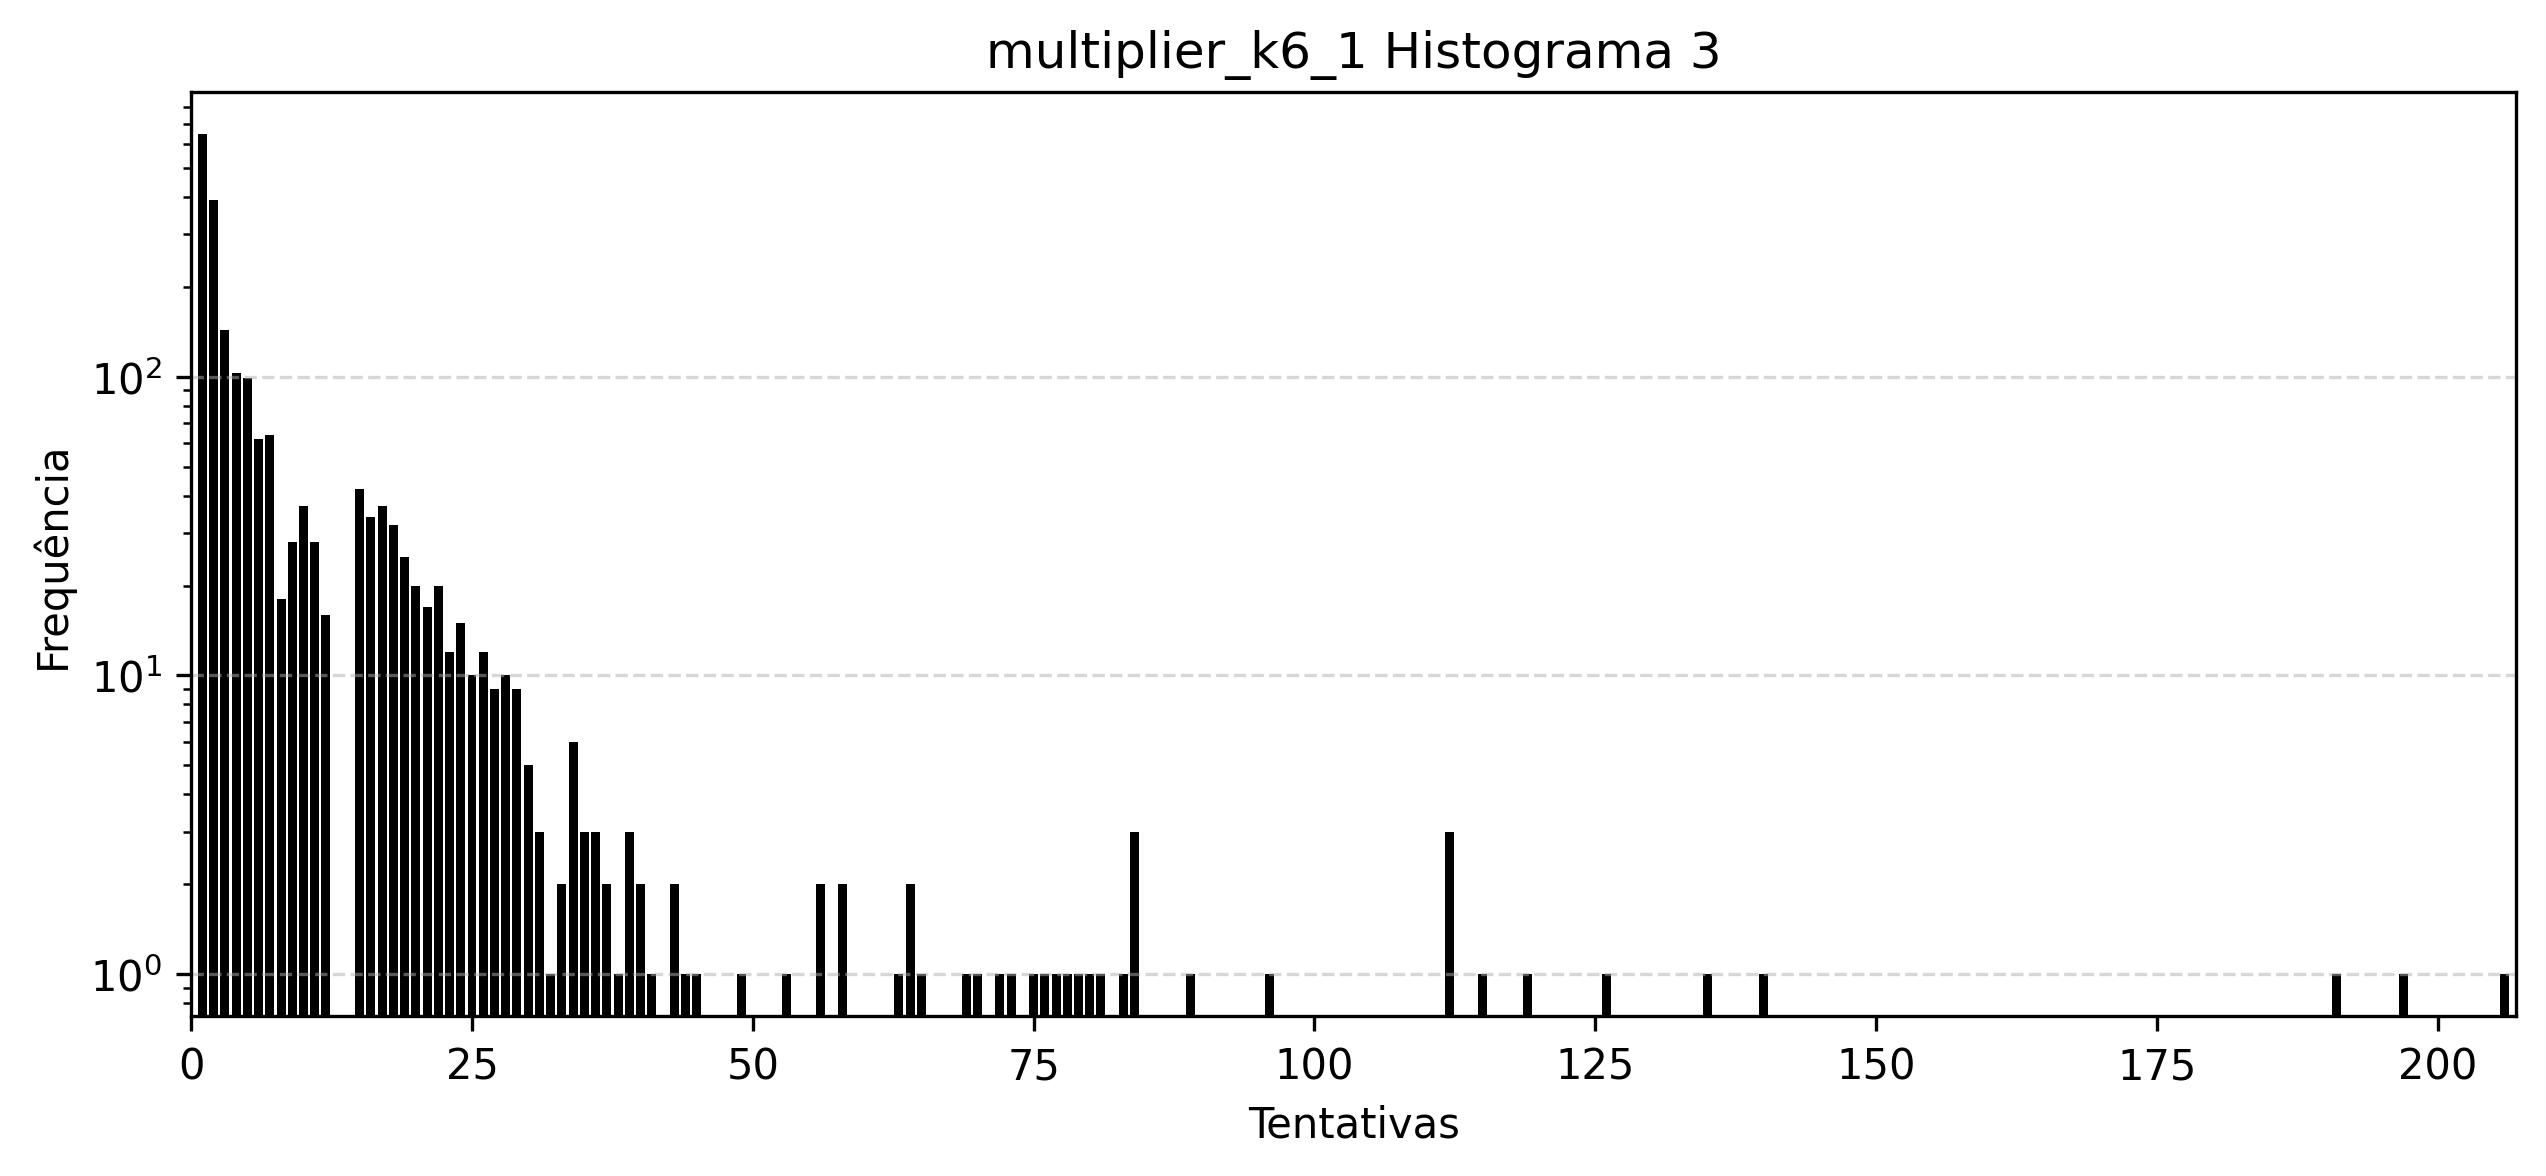 multiplier_k6_1 Histograma 3
Frequência
10²
10¹
10⁰
0 25 50 75 100 125 150 175 200
Tentativas